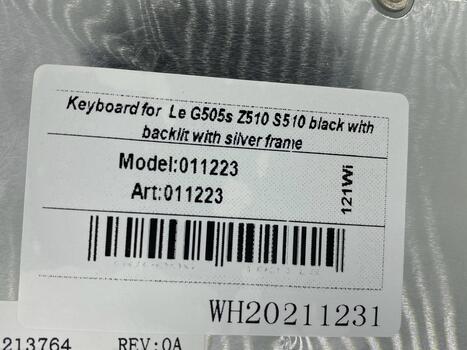 Keyboard for Le G505s Z510 S510 black with
backlit with silver frame
Model:011223
Art:011223
121Wi
WH20211231
213764 REV:0A